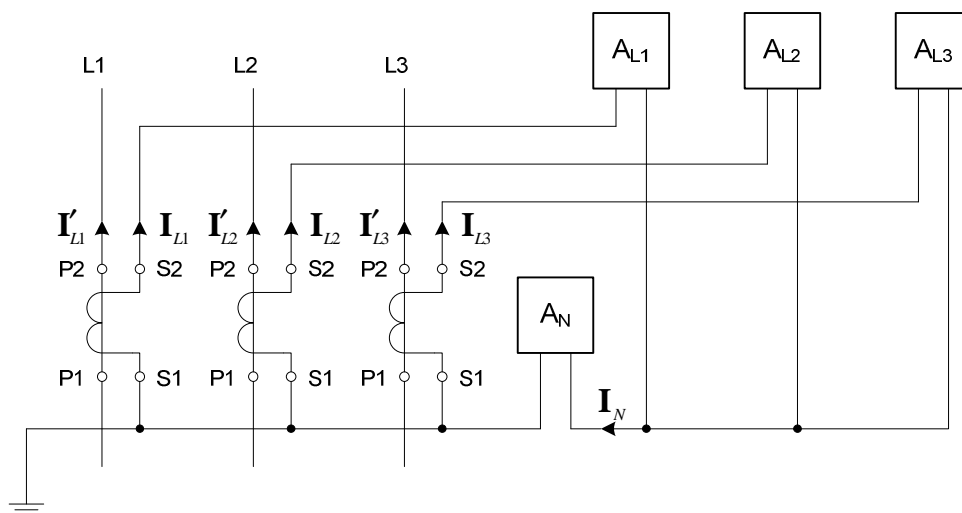 A_L1 A_L2 A_L3
L1 L2 L3
I′_L1 I_L1 I′_L2 I_L2 I′_L3 I_L3
P2 S2 P2 S2 P2 S2
A_N
P1 S1 P1 S1 P1 S1
I_N